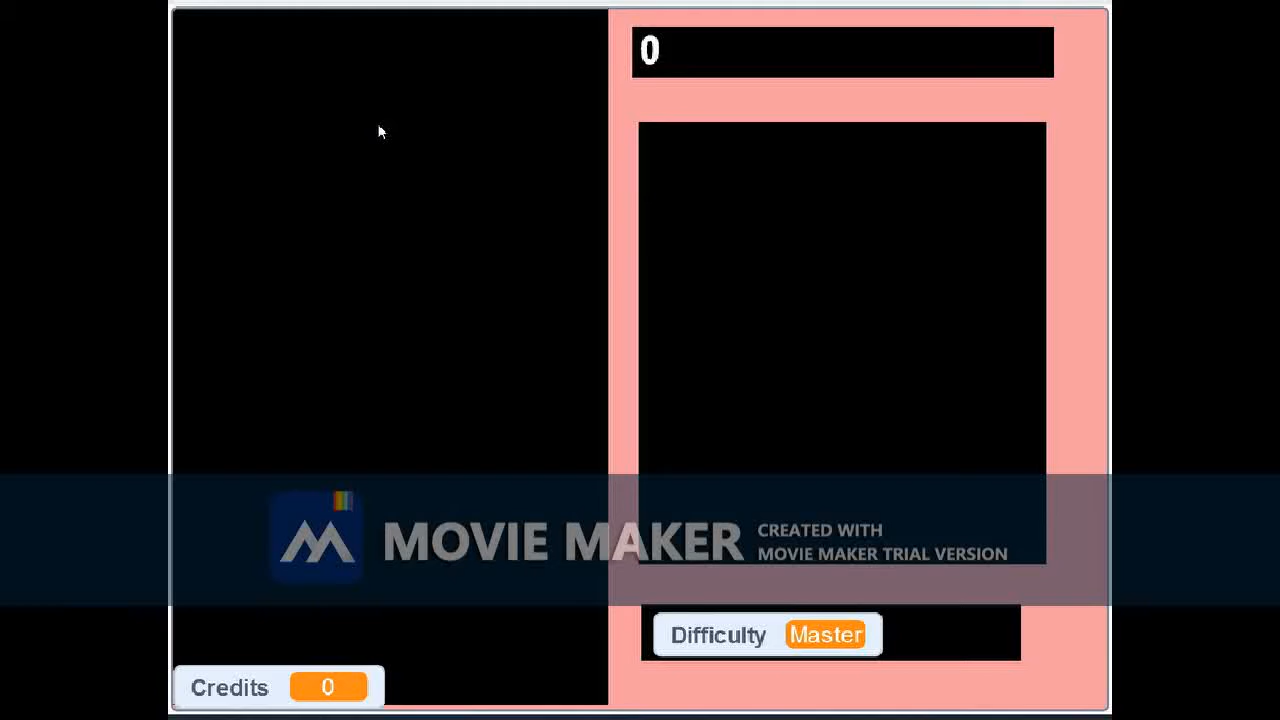 0
MOVIE MAKER
CREATED WITH
MOVIE MAKER TRIAL VERSION
Difficulty Master
Credits 0